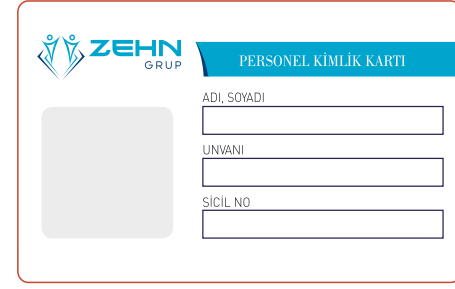 ZEHN
GRUP
PERSONEL KİMLİK KARTI
ADI, SOYADI
UNVANI
SİCİL NO